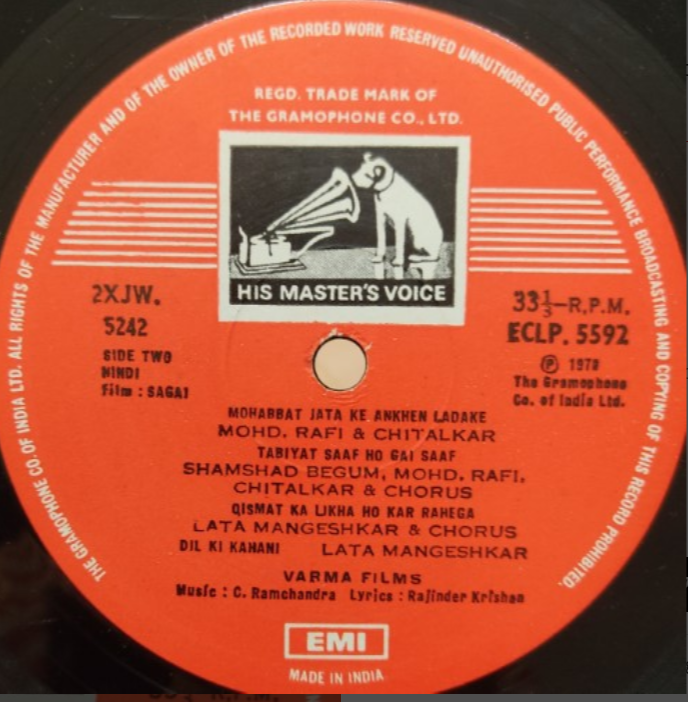 THE GRAMOPHONE CO. OF INDIA LTD. ALL RIGHTS OF THE MANUFACTURER AND OF THE OWNER OF THE RECORDED WORK RESERVED UNAUTHORISED PUBLIC PERFORMANCE BROADCASTING AND COPYING OF THIS RECORD PROHIBITED.
REGD. TRADE MARK OF
THE GRAMOPHONE CO., LTD.
HIS MASTER'S VOICE
2XJW.
5242
SIDE TWO
HINDI
Film : SAGAI
33⅓–R.P.M.
ECLP. 5592
Ⓟ 1978
The Gramophone
Co. of India Ltd.
MOHABBAT JATA KE ANKHEN LADAKE
MOHD. RAFI & CHITALKAR
TABIYAT SAAF HO GAI SAAF
SHAMSHAD BEGUM, MOHD. RAFI,
CHITALKAR & CHORUS
QISMAT KA LIKHA HO KAR RAHEGA
LATA MANGESHKAR & CHORUS
DIL KI KAHANI LATA MANGESHKAR
VARMA FILMS
Music : C. Ramchandra Lyrics : Rajinder Krishan
EMI
MADE IN INDIA